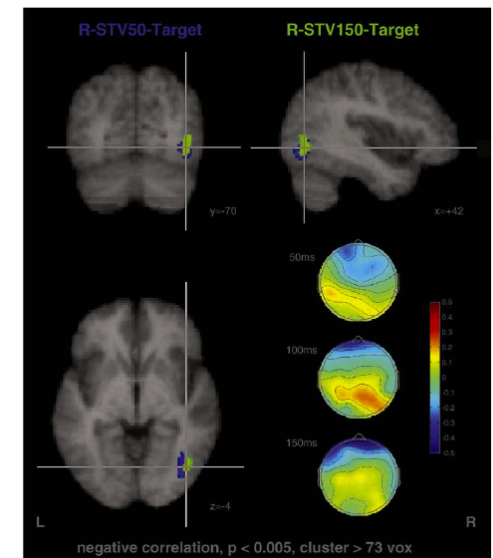 R-STV50-Target
R-STV150-Target
y=-70
x=+42
50ms
100ms
150ms
0.5
0.4
0.3
0.2
0.1
0
-0.1
-0.2
-0.3
-0.4
-0.5
z=-4
L
R
negative correlation, p < 0.005, cluster > 73 vox